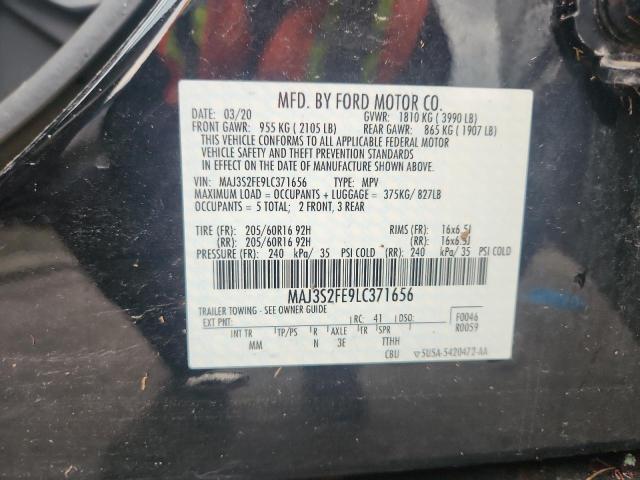 MFD. BY FORD MOTOR CO.
DATE: 03/20 GVWR: 1810 KG ( 3990 LB)
FRONT GAWR: 955 KG ( 2105 LB) REAR GAWR: 865 KG ( 1907 LB)
THIS VEHICLE CONFORMS TO ALL APPLICABLE FEDERAL MOTOR
VEHICLE SAFETY AND THEFT PREVENTION STANDARDS
IN EFFECT ON THE DATE OF MANUFACTURE SHOWN ABOVE.
VIN: MAJ3S2FE9LC371656 TYPE: MPV
MAXIMUM LOAD = OCCUPANTS + LUGGAGE = 375KG/ 827LB
OCCUPANTS = 5 TOTAL; 2 FRONT, 3 REAR
TIRE (FR): 205/60R16 92H RIMS (FR): 16x6.5J
(RR): 205/60R16 92H (RR): 16x6.5J
PRESSURE (FR): 240 kPa/ 35 PSI COLD (RR): 240 kPa/ 35 PSI COLD
MAJ3S2FE9LC371656
TRAILER TOWING - SEE OWNER GUIDE
EXT PNT: RC: 41 DSO: F0046
R0059
INT TR TP/PS R AXLE FR SPR
MM N 3E TTHH
CBU 5U5A-5420472-AA